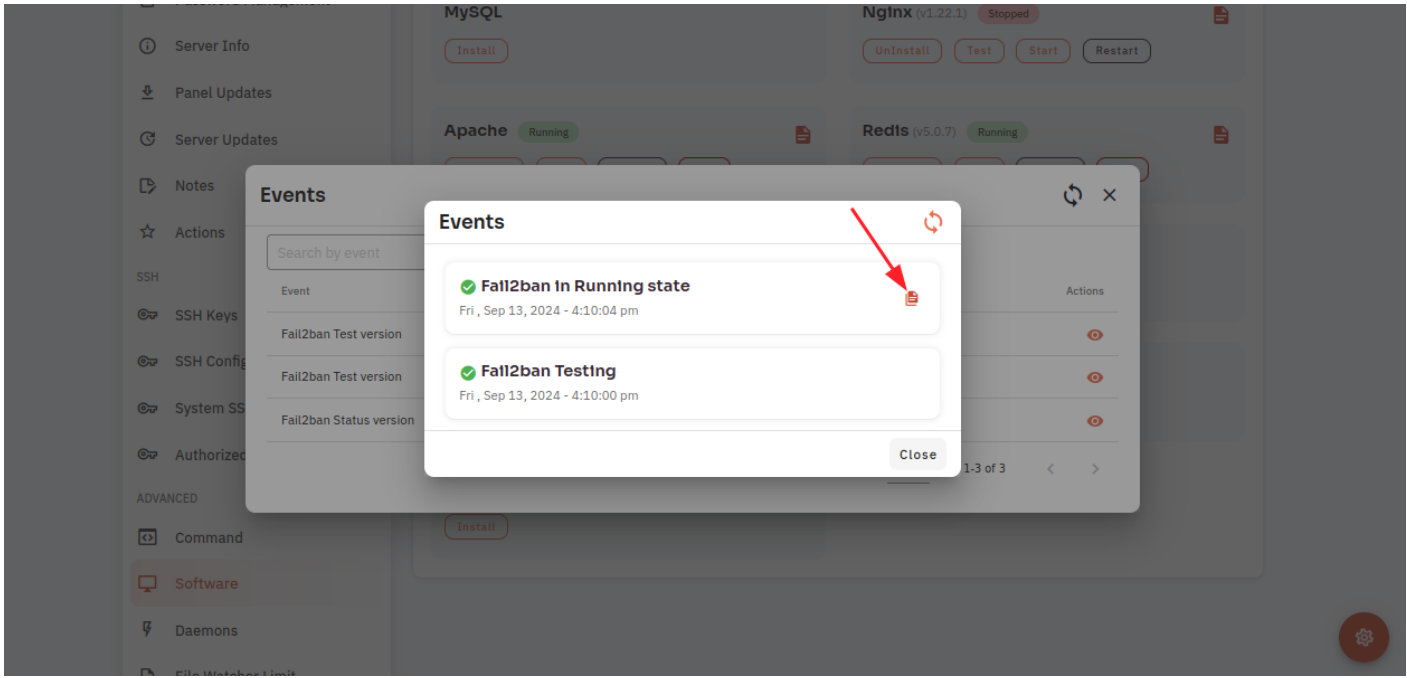 MySQL
Nginx (v1.22.1) Stopped
Server Info
Install
UnInstall Test Start Restart
Panel Updates
Server Updates
Apache Running
Redis (v5.0.7) Running
Notes
Events
Events
Actions
Search by event
SSH
Event
Fail2ban in Running state
Actions
Fri , Sep 13, 2024 - 4:10:04 pm
SSH Keys
Fail2ban Test version
SSH Config
Fail2ban Testing
Fail2ban Test version
Fri , Sep 13, 2024 - 4:10:00 pm
System SS
Fail2ban Status version
Authorized
Close
1-3 of 3
ADVANCED
Command
Install
Software
Daemons
File Watcher Limit